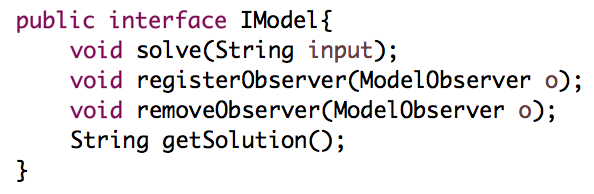 public interface IModel{
    void solve(String input);
    void registerObserver(ModelObserver o);
    void removeObserver(ModelObserver o);
    String getSolution();
}